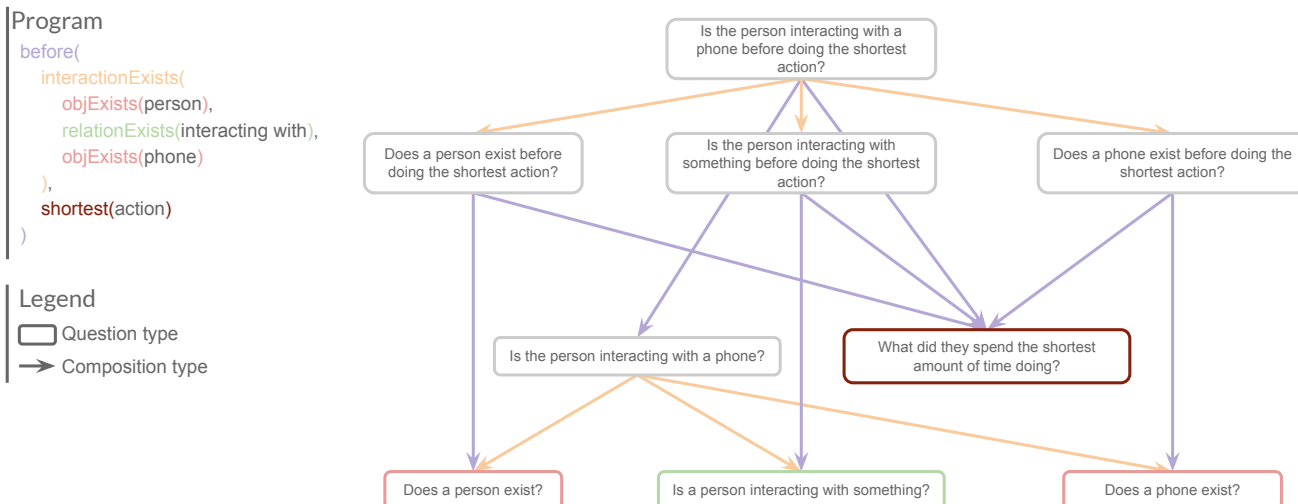 Program
before(
interactionExists(
objExists(person),
relationExists(interacting with),
objExists(phone)
),
shortest(action)
)
Legend
Question type
Composition type
Is the person interacting with a
phone before doing the shortest
action?
Does a person exist before
doing the shortest action?
Is the person interacting with
something before doing the shortest
action?
Does a phone exist before doing the
shortest action?
Is the person interacting with a phone?
What did they spend the shortest
amount of time doing?
Does a person exist?
Is a person interacting with something?
Does a phone exist?